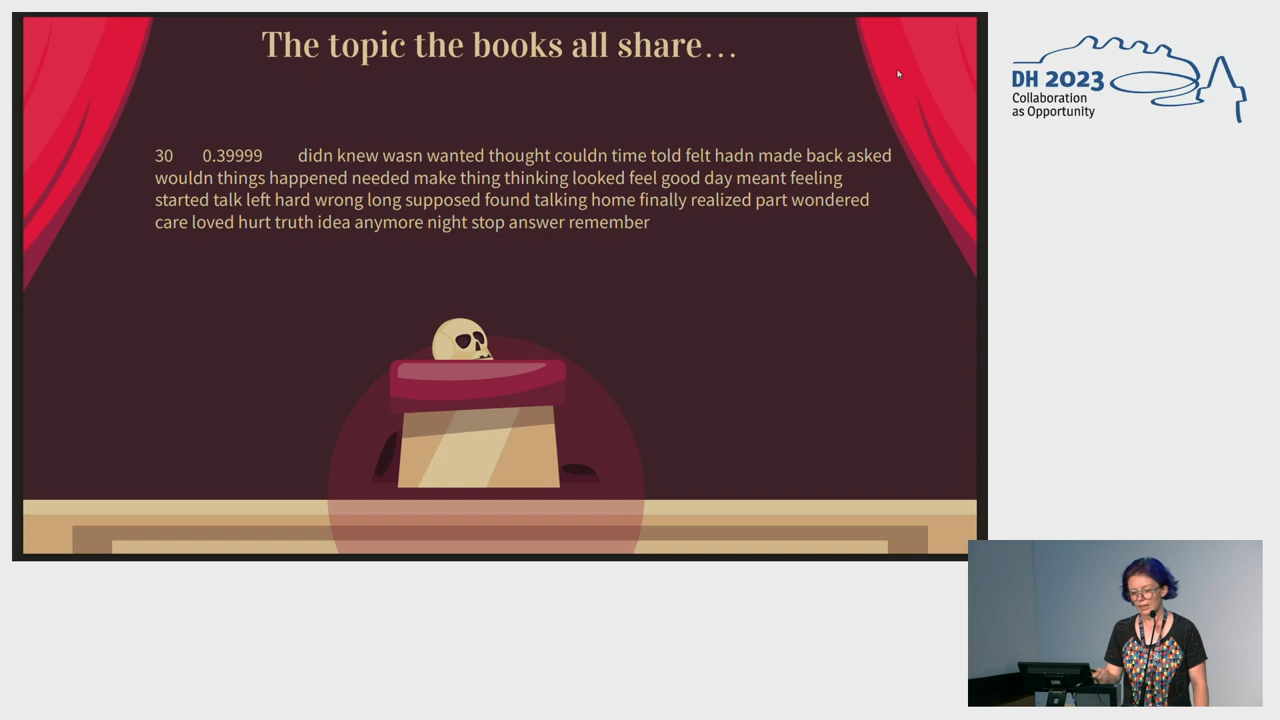 The topic the books all share…
30 0.39999 didn knew wasn wanted thought couldn time told felt hadn made back asked
wouldn things happened needed make thing thinking looked feel good day meant feeling
started talk left hard wrong long supposed found talking home finally realized part wondered
care loved hurt truth idea anymore night stop answer remember
DH 2023
Collaboration
as Opportunity